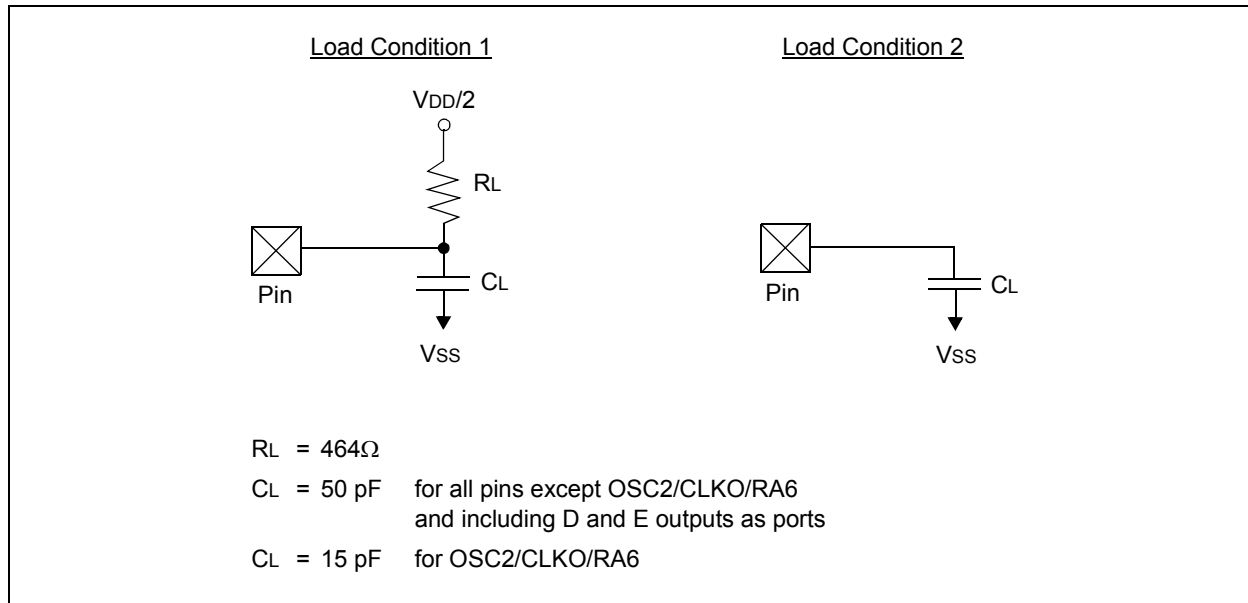 Load Condition 1
Load Condition 2
VDD/2
RL
Pin
CL
VSS
Pin
CL
VSS
RL = 464Ω
CL = 50 pF for all pins except OSC2/CLKO/RA6
and including D and E outputs as ports
CL = 15 pF for OSC2/CLKO/RA6